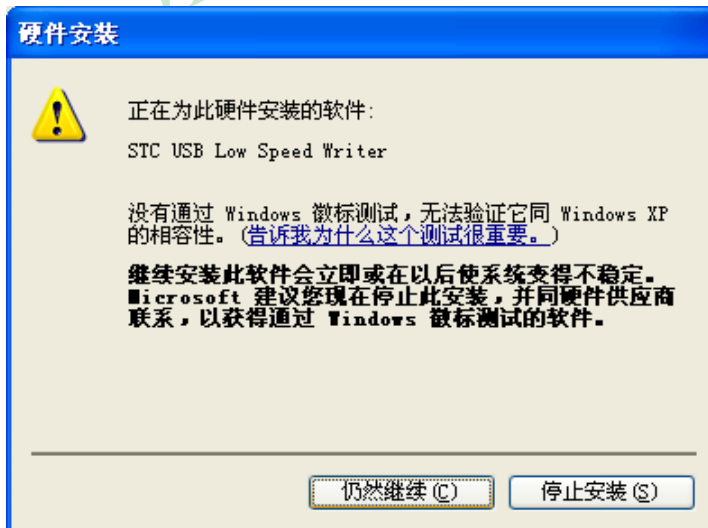 硬件安装
正在为此硬件安装的软件:
STC USB Low Speed Writer
没有通过 Windows 徽标测试，无法验证它同 Windows XP
的相容性。(告诉我为什么这个测试很重要。)
继续安装此软件会立即或在以后使系统变得不稳定。
Microsoft 建议您现在停止此安装，并同硬件供应商
联系，以获得通过 Windows 徽标测试的软件。
仍然继续(C)
停止安装(S)